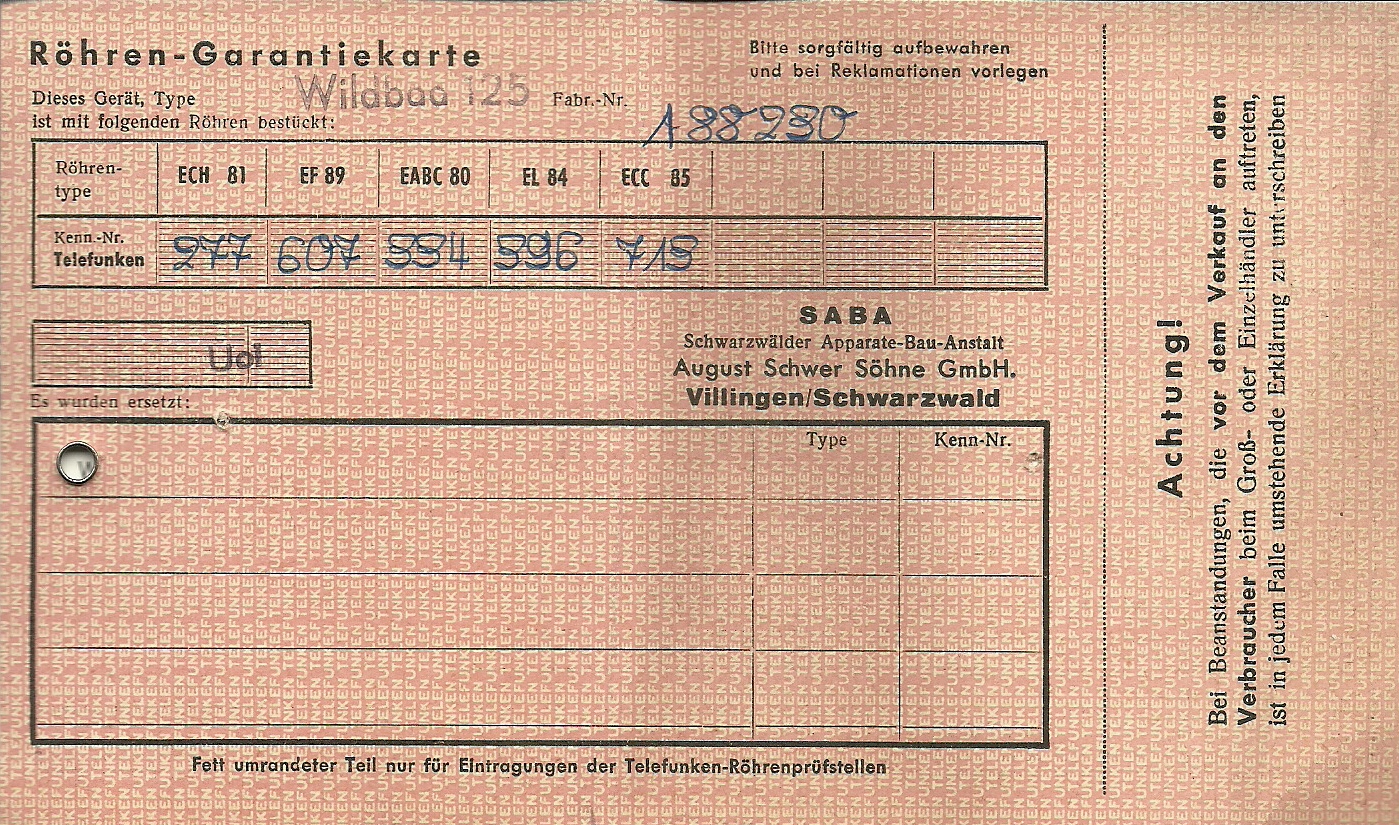 Röhren-Garantiekarte
Bitte sorgfältig aufbewahren
und bei Reklamationen vorlegen
Dieses Gerät, Type Wildbad 125 Fabr.-Nr. 188230
ist mit folgenden Röhren bestückt:
Röhren-
type
ECH 81 EF 89 EABC 80 EL 84 ECC 85
Kenn.-Nr.
Telefunken
277 607 334 396 713
SABA
Schwarzwälder Apparate-Bau-Anstalt
August Schwer Söhne GmbH.
Villingen/Schwarzwald
Es wurden ersetzt:
Type Kenn-Nr.
Fett umrandeter Teil nur für Eintragungen der Telefunken-Röhrenprüfstellen
Achtung!
Bei Beanstandungen, die vor dem Verkauf an den
Verbraucher beim Groß- oder Einzelhändler auftreten,
ist in jedem Falle umstehende Erklärung zu unterschreiben